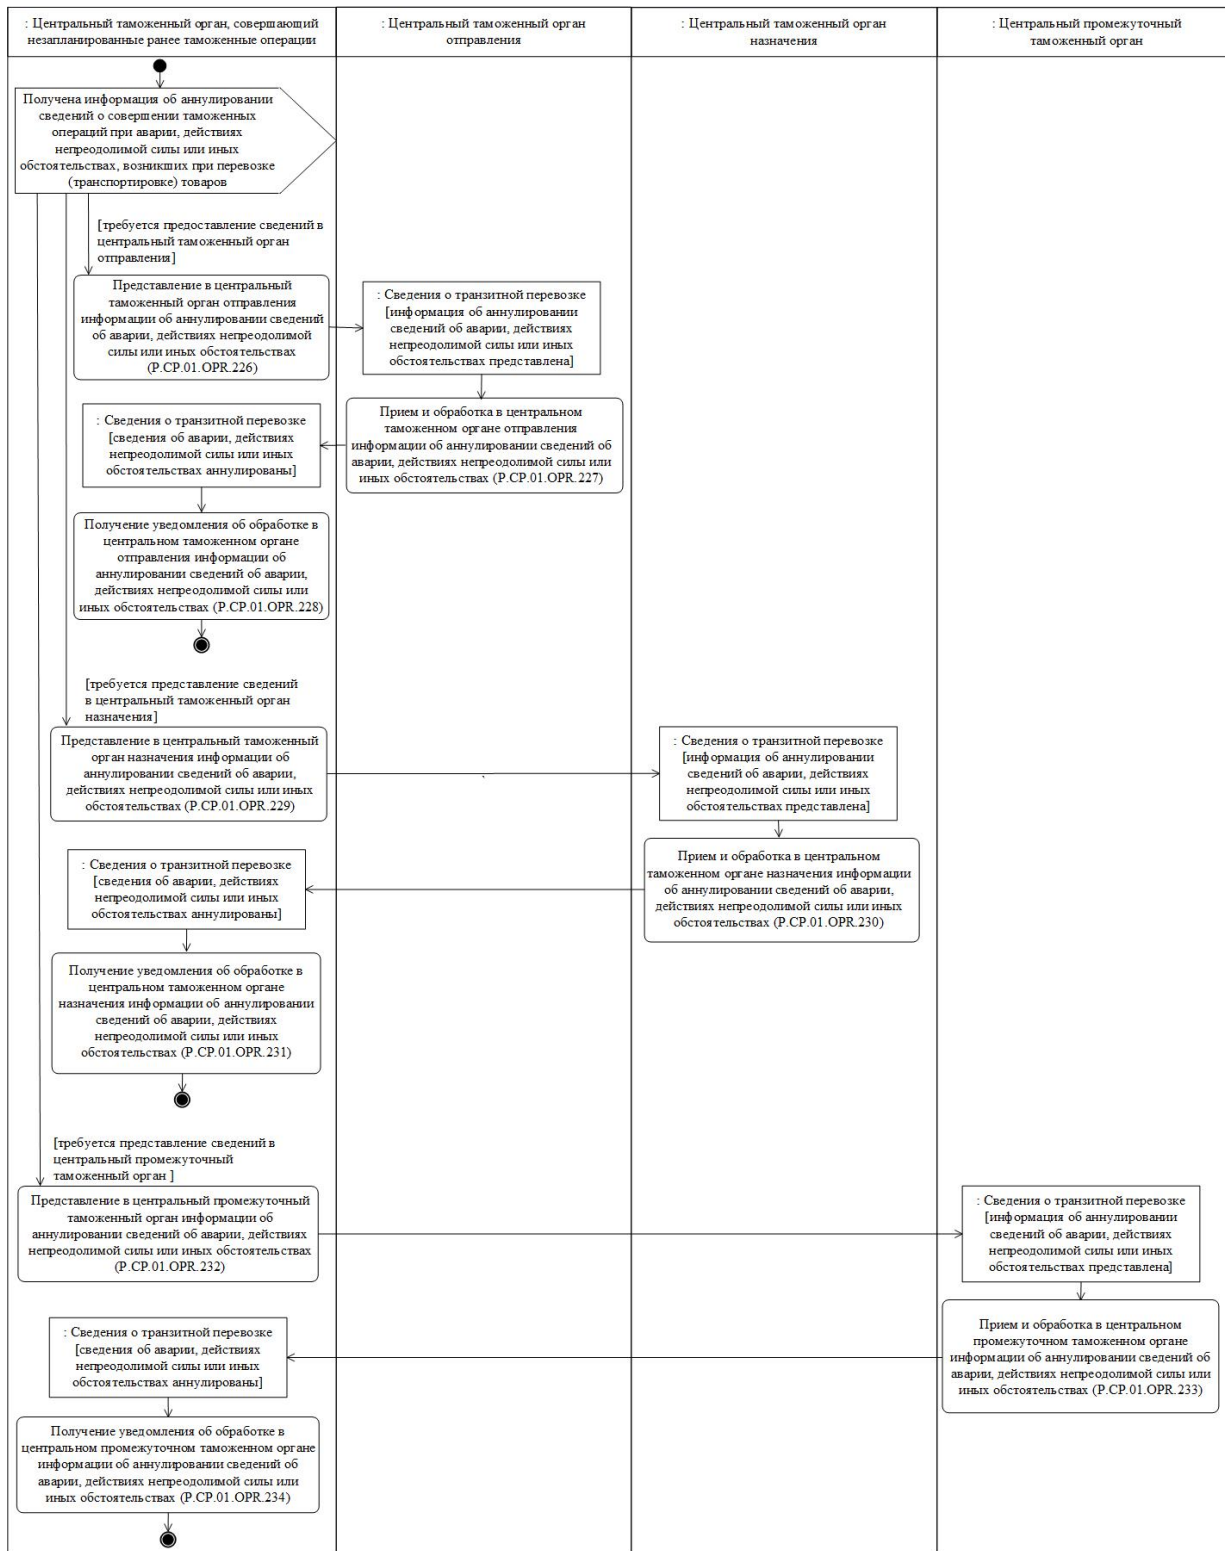 : Центральный таможенный орган, совершающий
незапланированные ранее таможенные операции
: Центральный таможенный орган
отправления
: Центральный таможенный орган
назначения
: Центральный промежуточный
таможенный орган
Получена информация об аннулировании
сведений о совершении таможенных
операций при аварии, действиях
непреодолимой силы или иных
обстоятельствах, возникших при перевозке
(транспортировке) товаров
[требуется предоставление сведений в
центральный таможенный орган
отправления]
Представление в центральный
таможенный орган отправления
информации об аннулировании сведений
об аварии, действиях непреодолимой
силы или иных обстоятельствах
(P.CP.01.OPR.226)
: Сведения о транзитной перевозке
[информация об аннулировании
сведений об аварии, действиях
непреодолимой силы или иных
обстоятельствах представлена]
: Сведения о транзитной перевозке
[сведения об аварии, действиях
непреодолимой силы или иных
обстоятельствах аннулированы]
Прием и обработка в центральном
таможенном органе отправления
информации об аннулировании сведений об
аварии, действиях непреодолимой силы или
иных обстоятельствах (P.CP.01.OPR.227)
Получение уведомления об обработке в
центральном таможенном органе
отправления информации об
аннулировании сведений об аварии,
действиях непреодолимой силы или
иных обстоятельствах (P.CP.01.OPR.228)
[требуется представление сведений
в центральный таможенный орган
назначения]
Представление в центральный таможенный
орган назначения информации об
аннулировании сведений об аварии,
действиях непреодолимой силы или иных
обстоятельствах (P.CP.01.OPR.229)
: Сведения о транзитной перевозке
[информация об аннулировании
сведений об аварии, действиях
непреодолимой силы или иных
обстоятельствах представлена]
: Сведения о транзитной перевозке
[сведения об аварии, действиях
непреодолимой силы или иных
обстоятельствах аннулированы]
Прием и обработка в центральном
таможенном органе назначения информации
об аннулировании сведений об аварии,
действиях непреодолимой силы или иных
обстоятельствах (P.CP.01.OPR.230)
Получение уведомления об обработке в
центральном таможенном органе
назначения информации об аннулировании
сведений об аварии, действиях
непреодолимой силы или иных
обстоятельствах (P.CP.01.OPR.231)
[требуется представление сведений в
центральный промежуточный
таможенный орган ]
Представление в центральный промежуточный
таможенный орган информации об
аннулировании сведений об аварии, действиях
непреодолимой силы или иных обстоятельствах
(P.CP.01.OPR.232)
: Сведения о транзитной перевозке
[информация об аннулировании
сведений об аварии, действиях
непреодолимой силы или иных
обстоятельствах представлена]
: Сведения о транзитной перевозке
[сведения об аварии, действиях
непреодолимой силы или иных
обстоятельствах аннулированы]
Прием и обработка в центральном
промежуточном таможенном органе
информации об аннулировании сведений об
аварии, действиях непреодолимой силы или
иных обстоятельствах (P.CP.01.OPR.233)
Получение уведомления об обработке в
центральном промежуточном таможенном органе
информации об аннулировании сведений об
аварии, действиях непреодолимой силы или
иных обстоятельствах (P.CP.01.OPR.234)